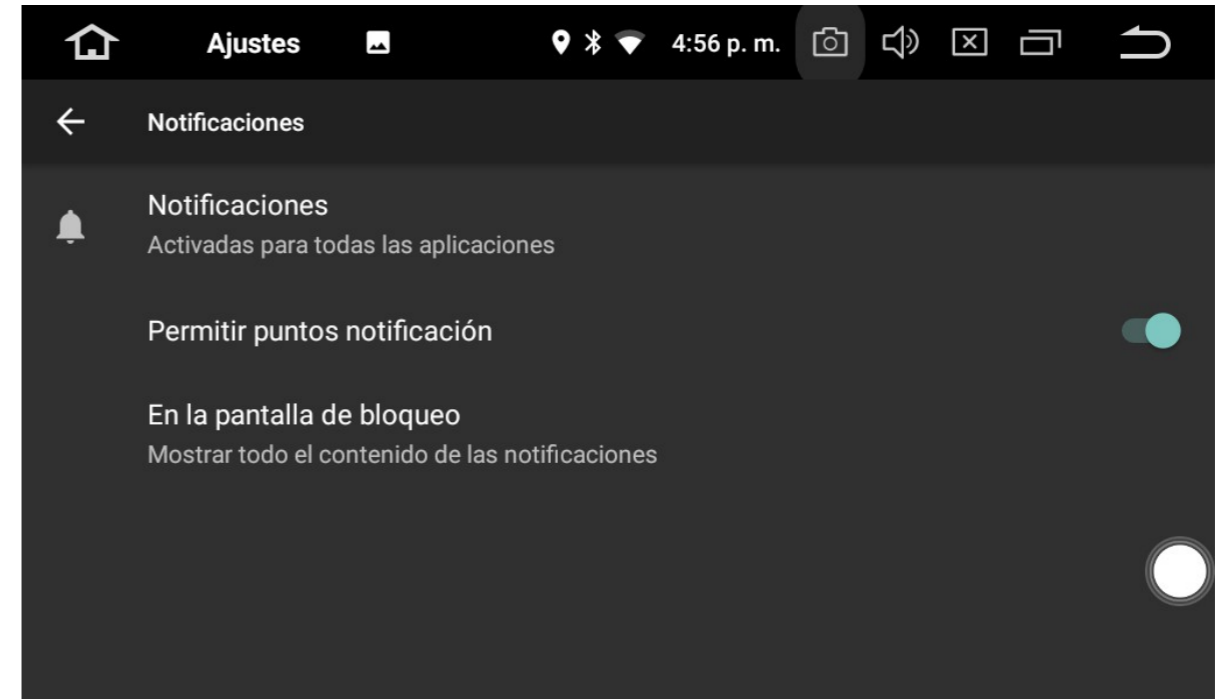 Ajustes 4:56 p. m.
Notificaciones
Notificaciones
Activadas para todas las aplicaciones
Permitir puntos notificación
En la pantalla de bloqueo
Mostrar todo el contenido de las notificaciones